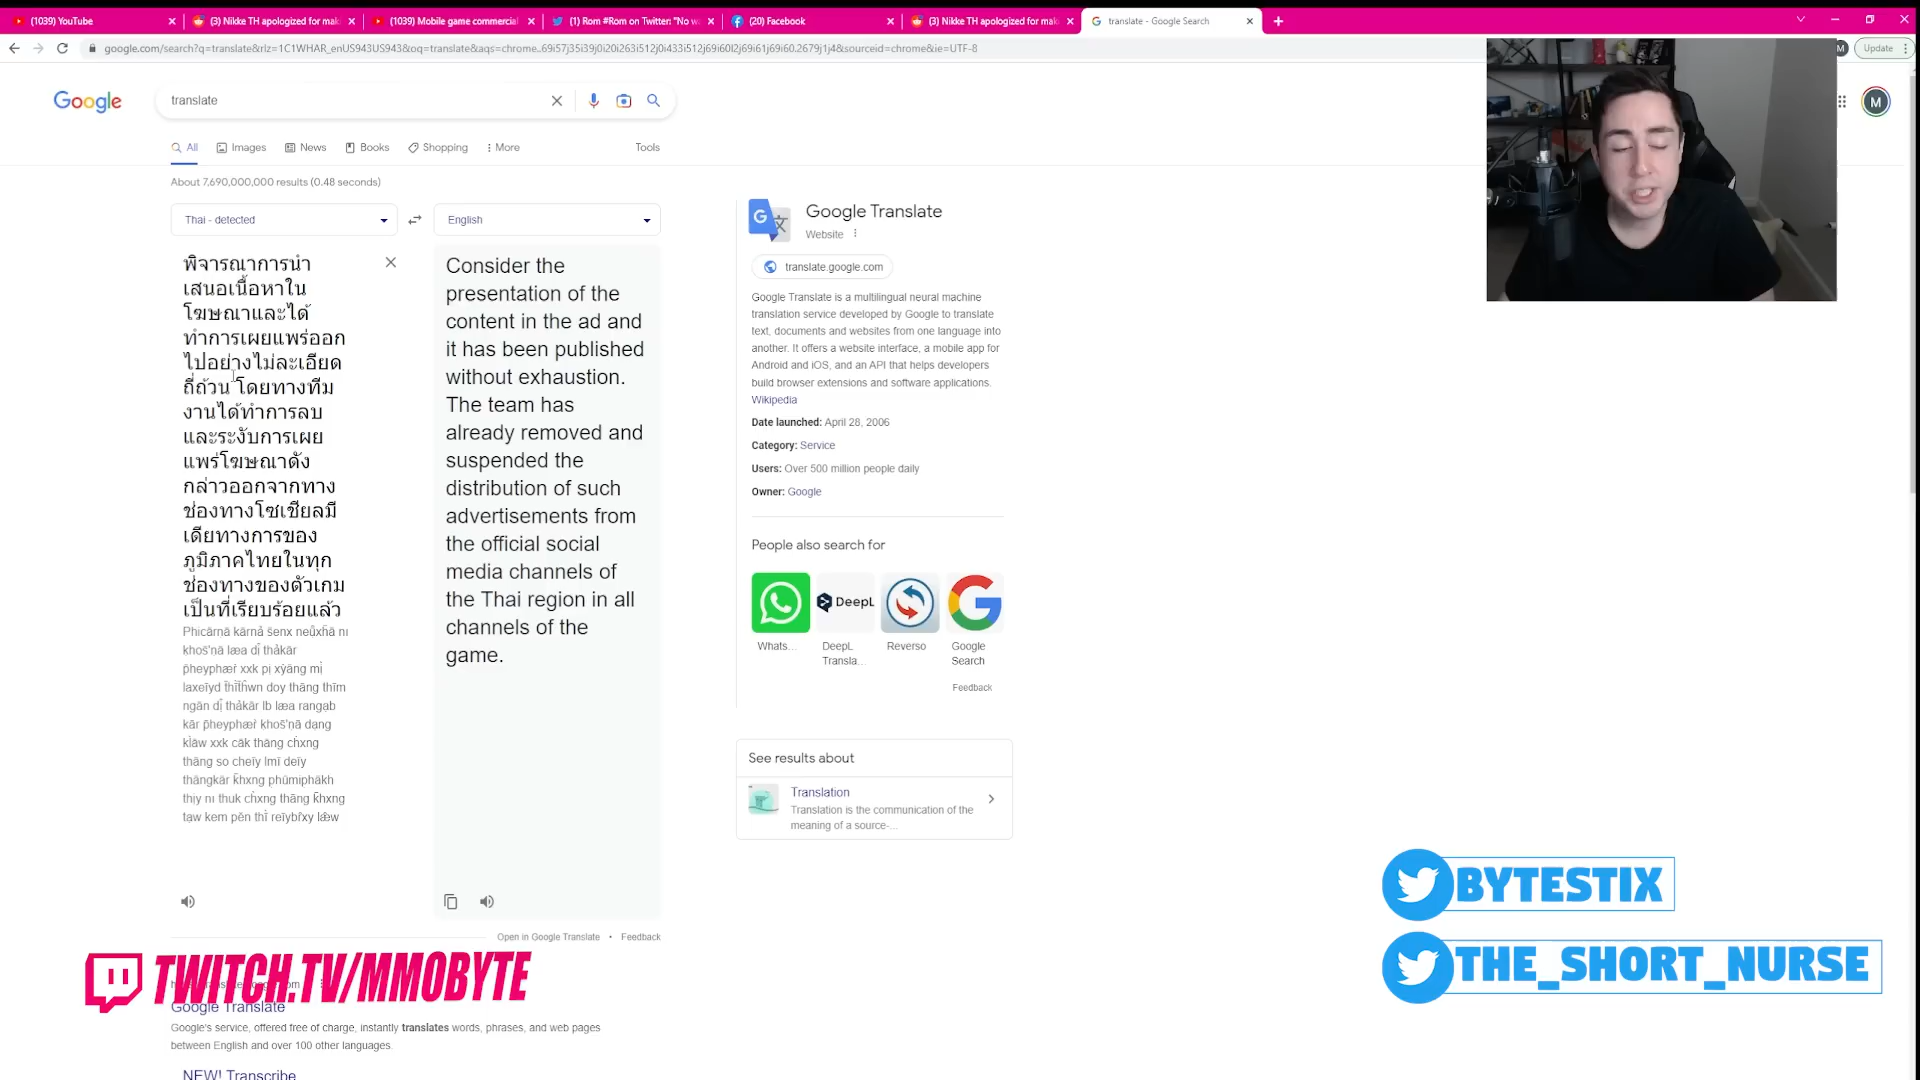 (1039) YouTube
(3) Nikke TH apologized for mak
(1039) Mobile game commercial
(1) Rom #Rom on Twitter: "No w
(20) Facebook
(3) Nikke TH apologized for mak
translate - Google Search
google.com/search?q=translate&rlz=1C1WHAR_enUS943US943&oq=translate&aqs=chrome..69i57j35i39j0i20i263i512j0i433i512j69i60l2j69i61j69i60.2679j1j4&sourceid=chrome&ie=UTF-8
M
Update
Google
translate
M
All
Images
News
Books
Shopping
More
Tools
About 7,690,000,000 results (0.48 seconds)
Thai - detected
English
พิจารณาการนำ
เสนอเนื้อหาใน
โฆษณาและได้
ทำการเผยแพร่ออก
ไปอย่างไม่ละเอียด
ถี่ถ้วน โดยทางทีม
งานได้ทำการลบ
และระงับการเผย
แพร่โฆษณาดัง
กล่าวออกจากทาง
ช่องทางโซเชียลมี
เดียทางการของ
ภูมิภาคไทยในทุก
ช่องทางของตัวเกม
เป็นที่เรียบร้อยแล้ว
Consider the
presentation of the
content in the ad and
it has been published
without exhaustion.
The team has
already removed and
suspended the
distribution of such
advertisements from
the official social
media channels of
the Thai region in all
channels of the
game.
Open in Google Translate • Feedback
Google Translate
Website
translate.google.com
Google Translate is a multilingual neural machine
translation service developed by Google to translate
text, documents and websites from one language into
another. It offers a website interface, a mobile app for
Android and iOS, and an API that helps developers
build browser extensions and software applications.
Wikipedia
Date launched: April 28, 2006
Category: Service
Users: Over 500 million people daily
Owner: Google
People also search for
DeepL
Whats...
DeepL
Transla...
Reverso
Google
Search
Feedback
See results about
Translation
Translation is the communication of the
meaning of a source-...
TWITCH.TV/MMOBYTE
Google Translate
Google's service, offered free of charge, instantly translates words, phrases, and web pages
between English and over 100 other languages.
NEW! Transcribe
BYTESTIX
THE_SHORT_NURSE